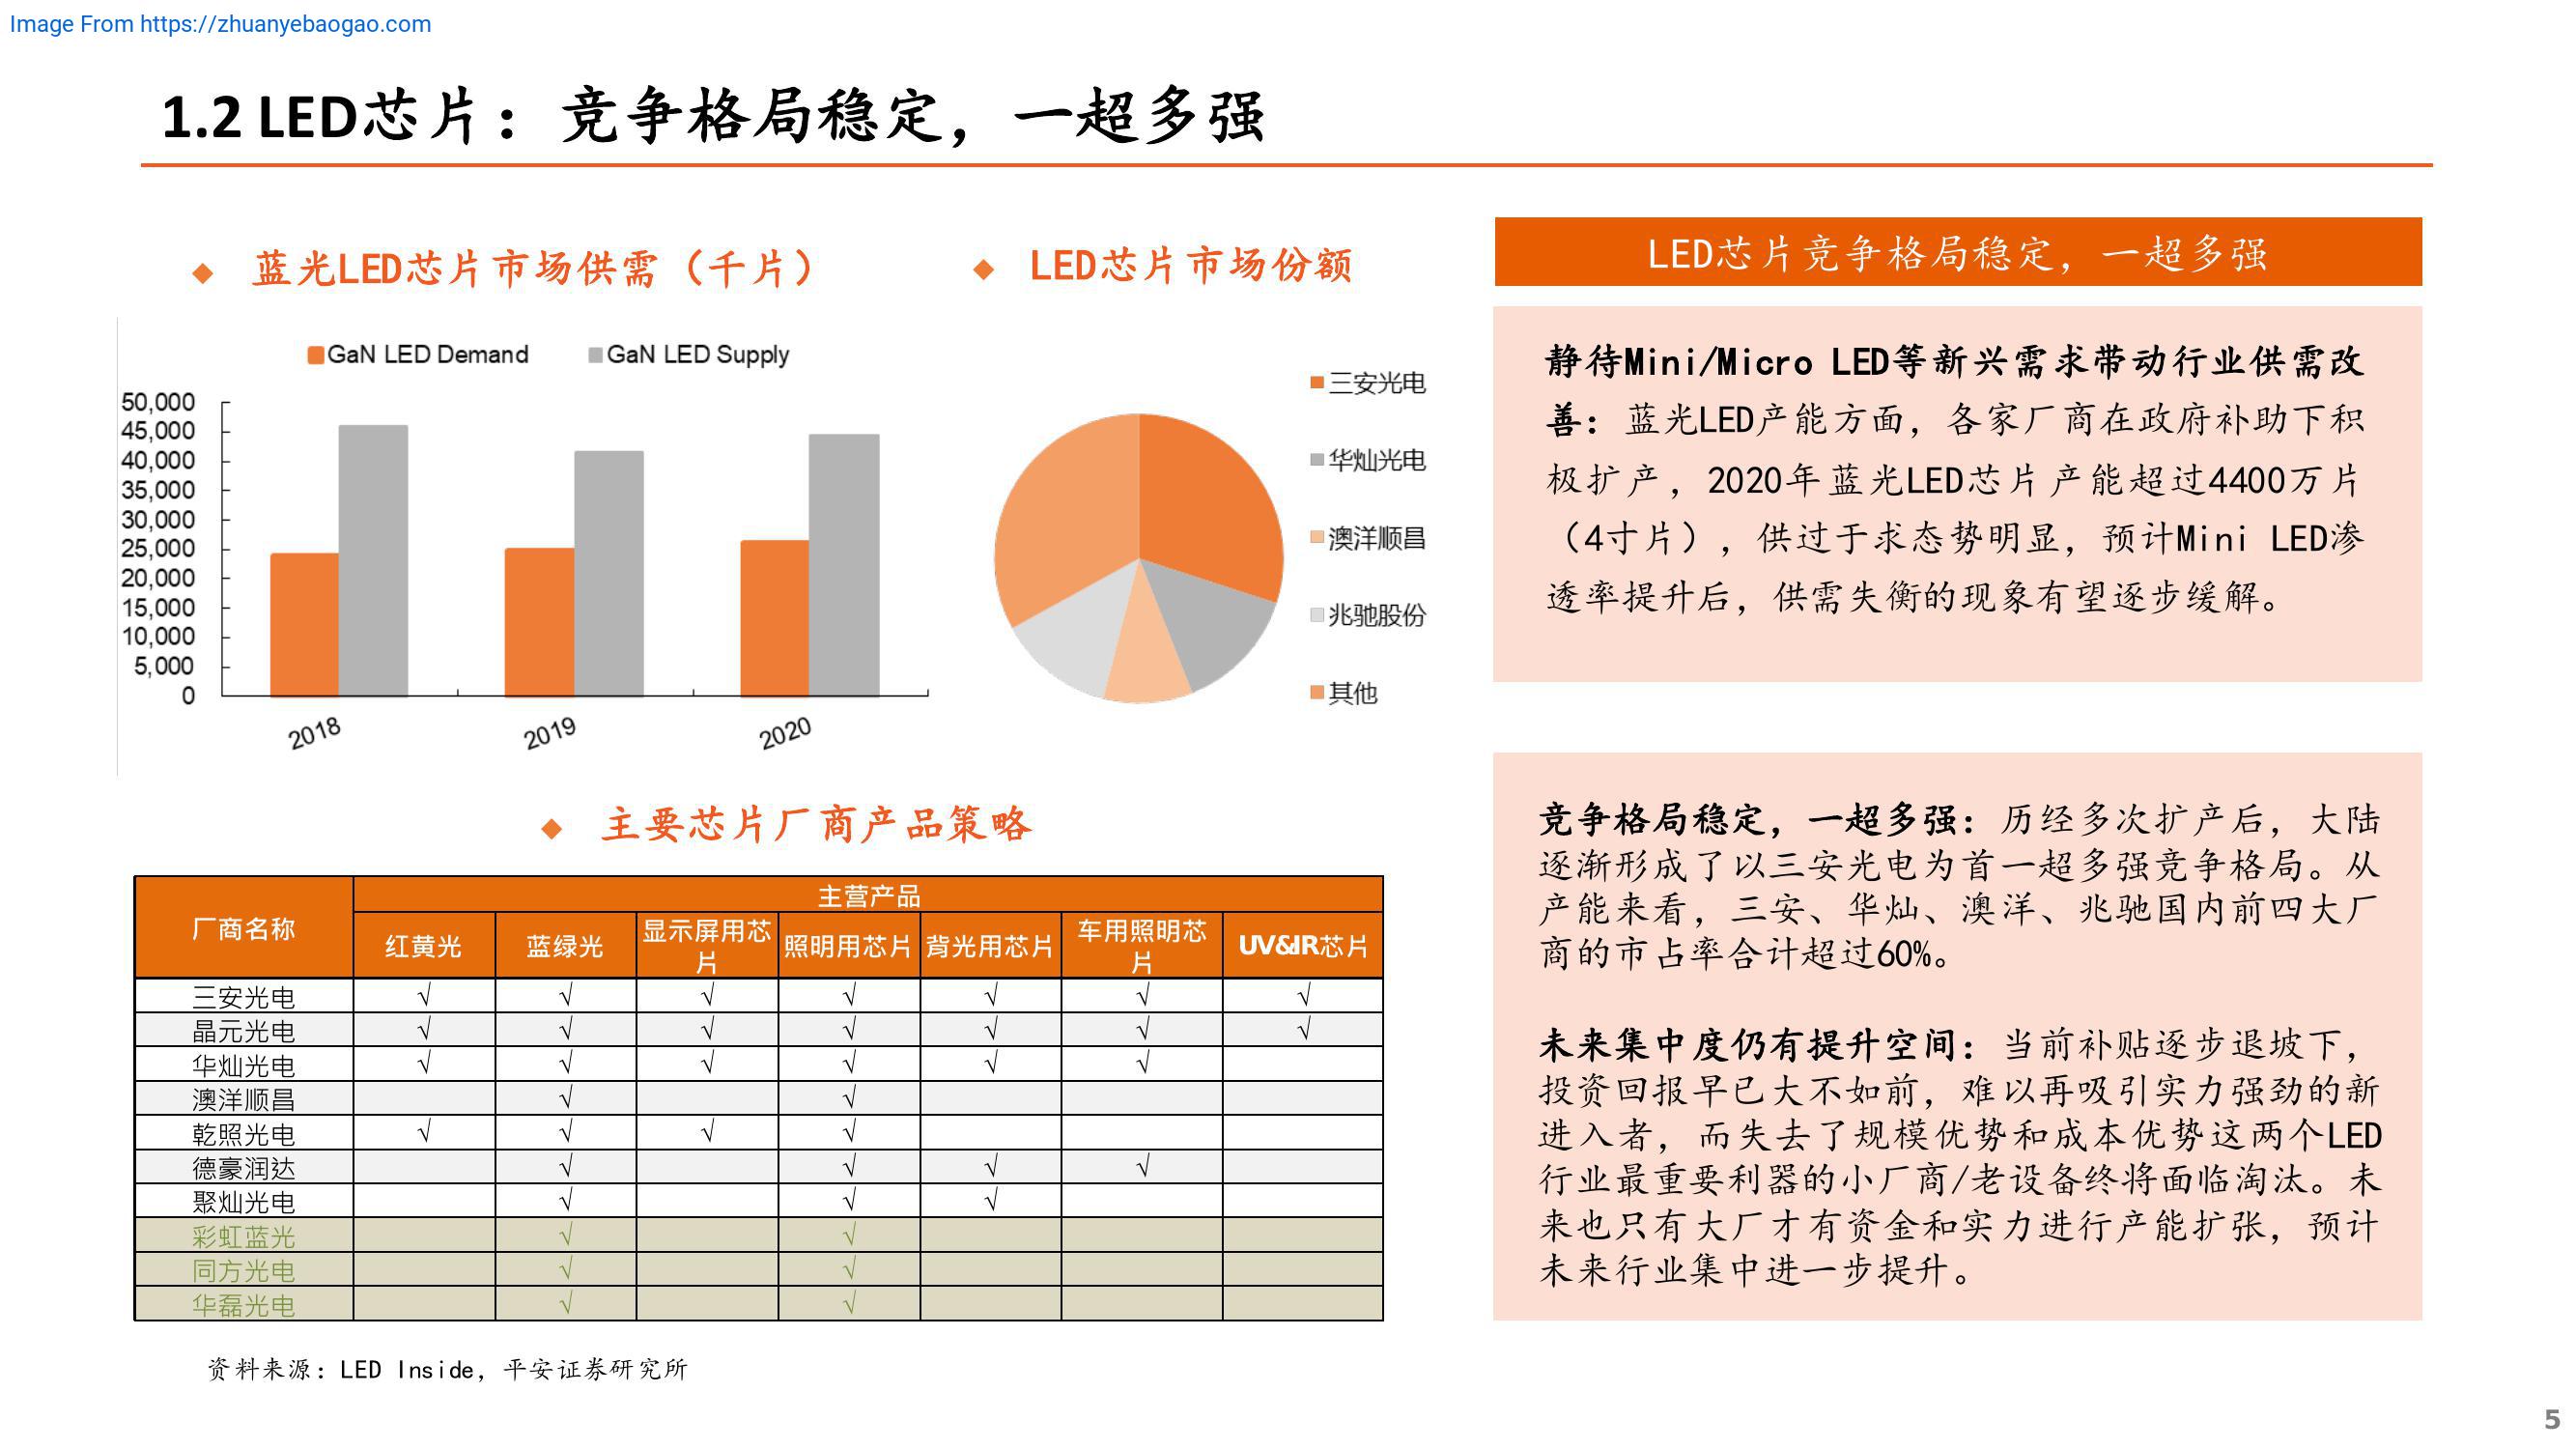 Image From https://zhuanyebaogao.com
1.2 LED芯片：竞争格局稳定，一超多强
◆ 蓝光LED芯片市场供需（千片）
GaN LED Demand GaN LED Supply
50,000
45,000
40,000
35,000
30,000
25,000
20,000
15,000
10,000
5,000
0
2018 2019 2020
◆ LED芯片市场份额
三安光电
华灿光电
澳洋顺昌
兆驰股份
其他
◆ 主要芯片厂商产品策略
厂商名称 主营产品
红黄光 蓝绿光 显示屏用芯片 照明用芯片 背光用芯片 车用照明芯片 UV&IR芯片
三安光电 √ √ √ √ √ √ √
晶元光电 √ √ √ √ √ √ √
华灿光电 √ √ √ √ √ √
澳洋顺昌 √ √
乾照光电 √ √ √ √
德豪润达 √ √ √ √
聚灿光电 √ √ √
彩虹蓝光 √ √
同方光电 √ √
华磊光电 √ √
资料来源：LED Inside，平安证券研究所
LED芯片竞争格局稳定，一超多强
静待Mini/Micro LED等新兴需求带动行业供需改
善：蓝光LED产能方面，各家厂商在政府补助下积
极扩产，2020年蓝光LED芯片产能超过4400万片
（4寸片），供过于求态势明显，预计Mini LED渗
透率提升后，供需失衡的现象有望逐步缓解。
竞争格局稳定，一超多强：历经多次扩产后，大陆
逐渐形成了以三安光电为首一超多强竞争格局。从
产能来看，三安、华灿、澳洋、兆驰国内前四大厂
商的市占率合计超过60%。
未来集中度仍有提升空间：当前补贴逐步退坡下，
投资回报早已大不如前，难以再吸引实力强劲的新
进入者，而失去了规模优势和成本优势这两个LED
行业最重要利器的小厂商/老设备终将面临淘汰。未
来也只有大厂才有资金和实力进行产能扩张，预计
未来行业集中进一步提升。
5